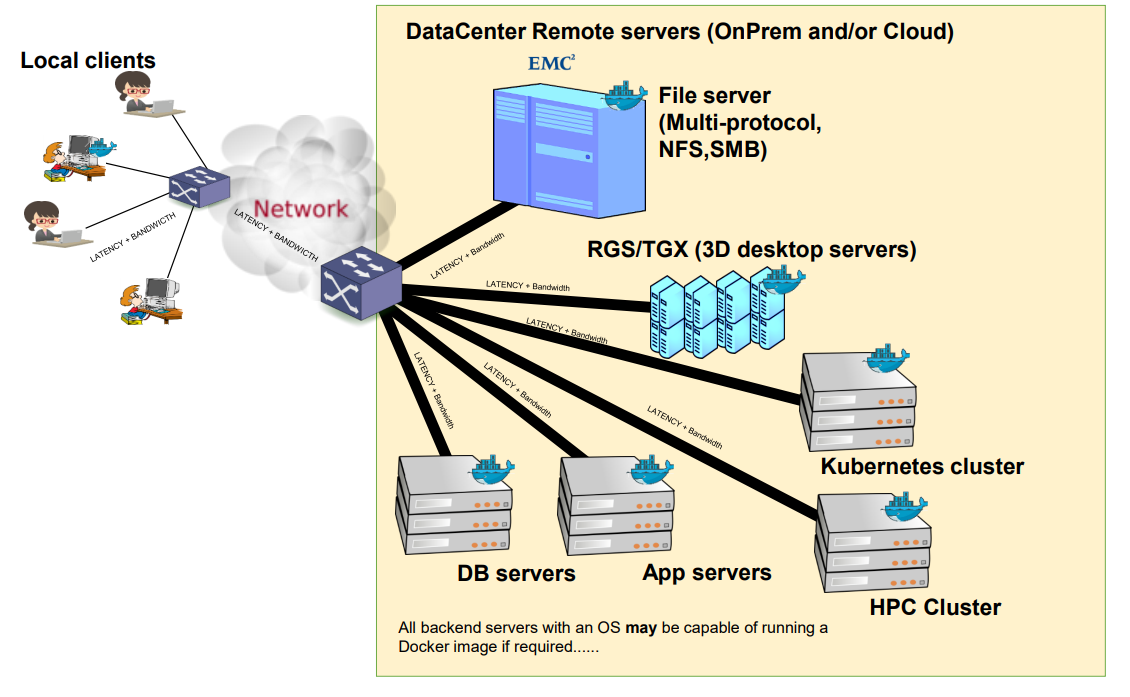 DataCenter Remote servers (OnPrem and/or Cloud)
Local clients
EMC²
File server
(Multi-protocol,
NFS,SMB)
Network
LATENCY + BANDWICTH
LATENCY + BANDWICTH
LATENCY + Bandwidth
RGS/TGX (3D desktop servers)
LATENCY + Bandwidth
LATENCY + Bandwidth
LATENCY + Bandwidth
LATENCY + Bandwidth
LATENCY + Bandwidth
Kubernetes cluster
DB servers
App servers
HPC Cluster
All backend servers with an OS may be capable of running a
Docker image if required......